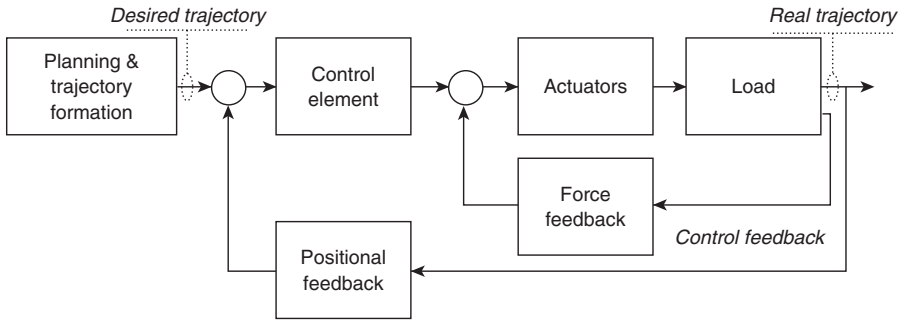 Desired trajectory
Real trajectory
Planning &
trajectory
formation
Control
element
Actuators
Load
Force
feedback
Control feedback
Positional
feedback